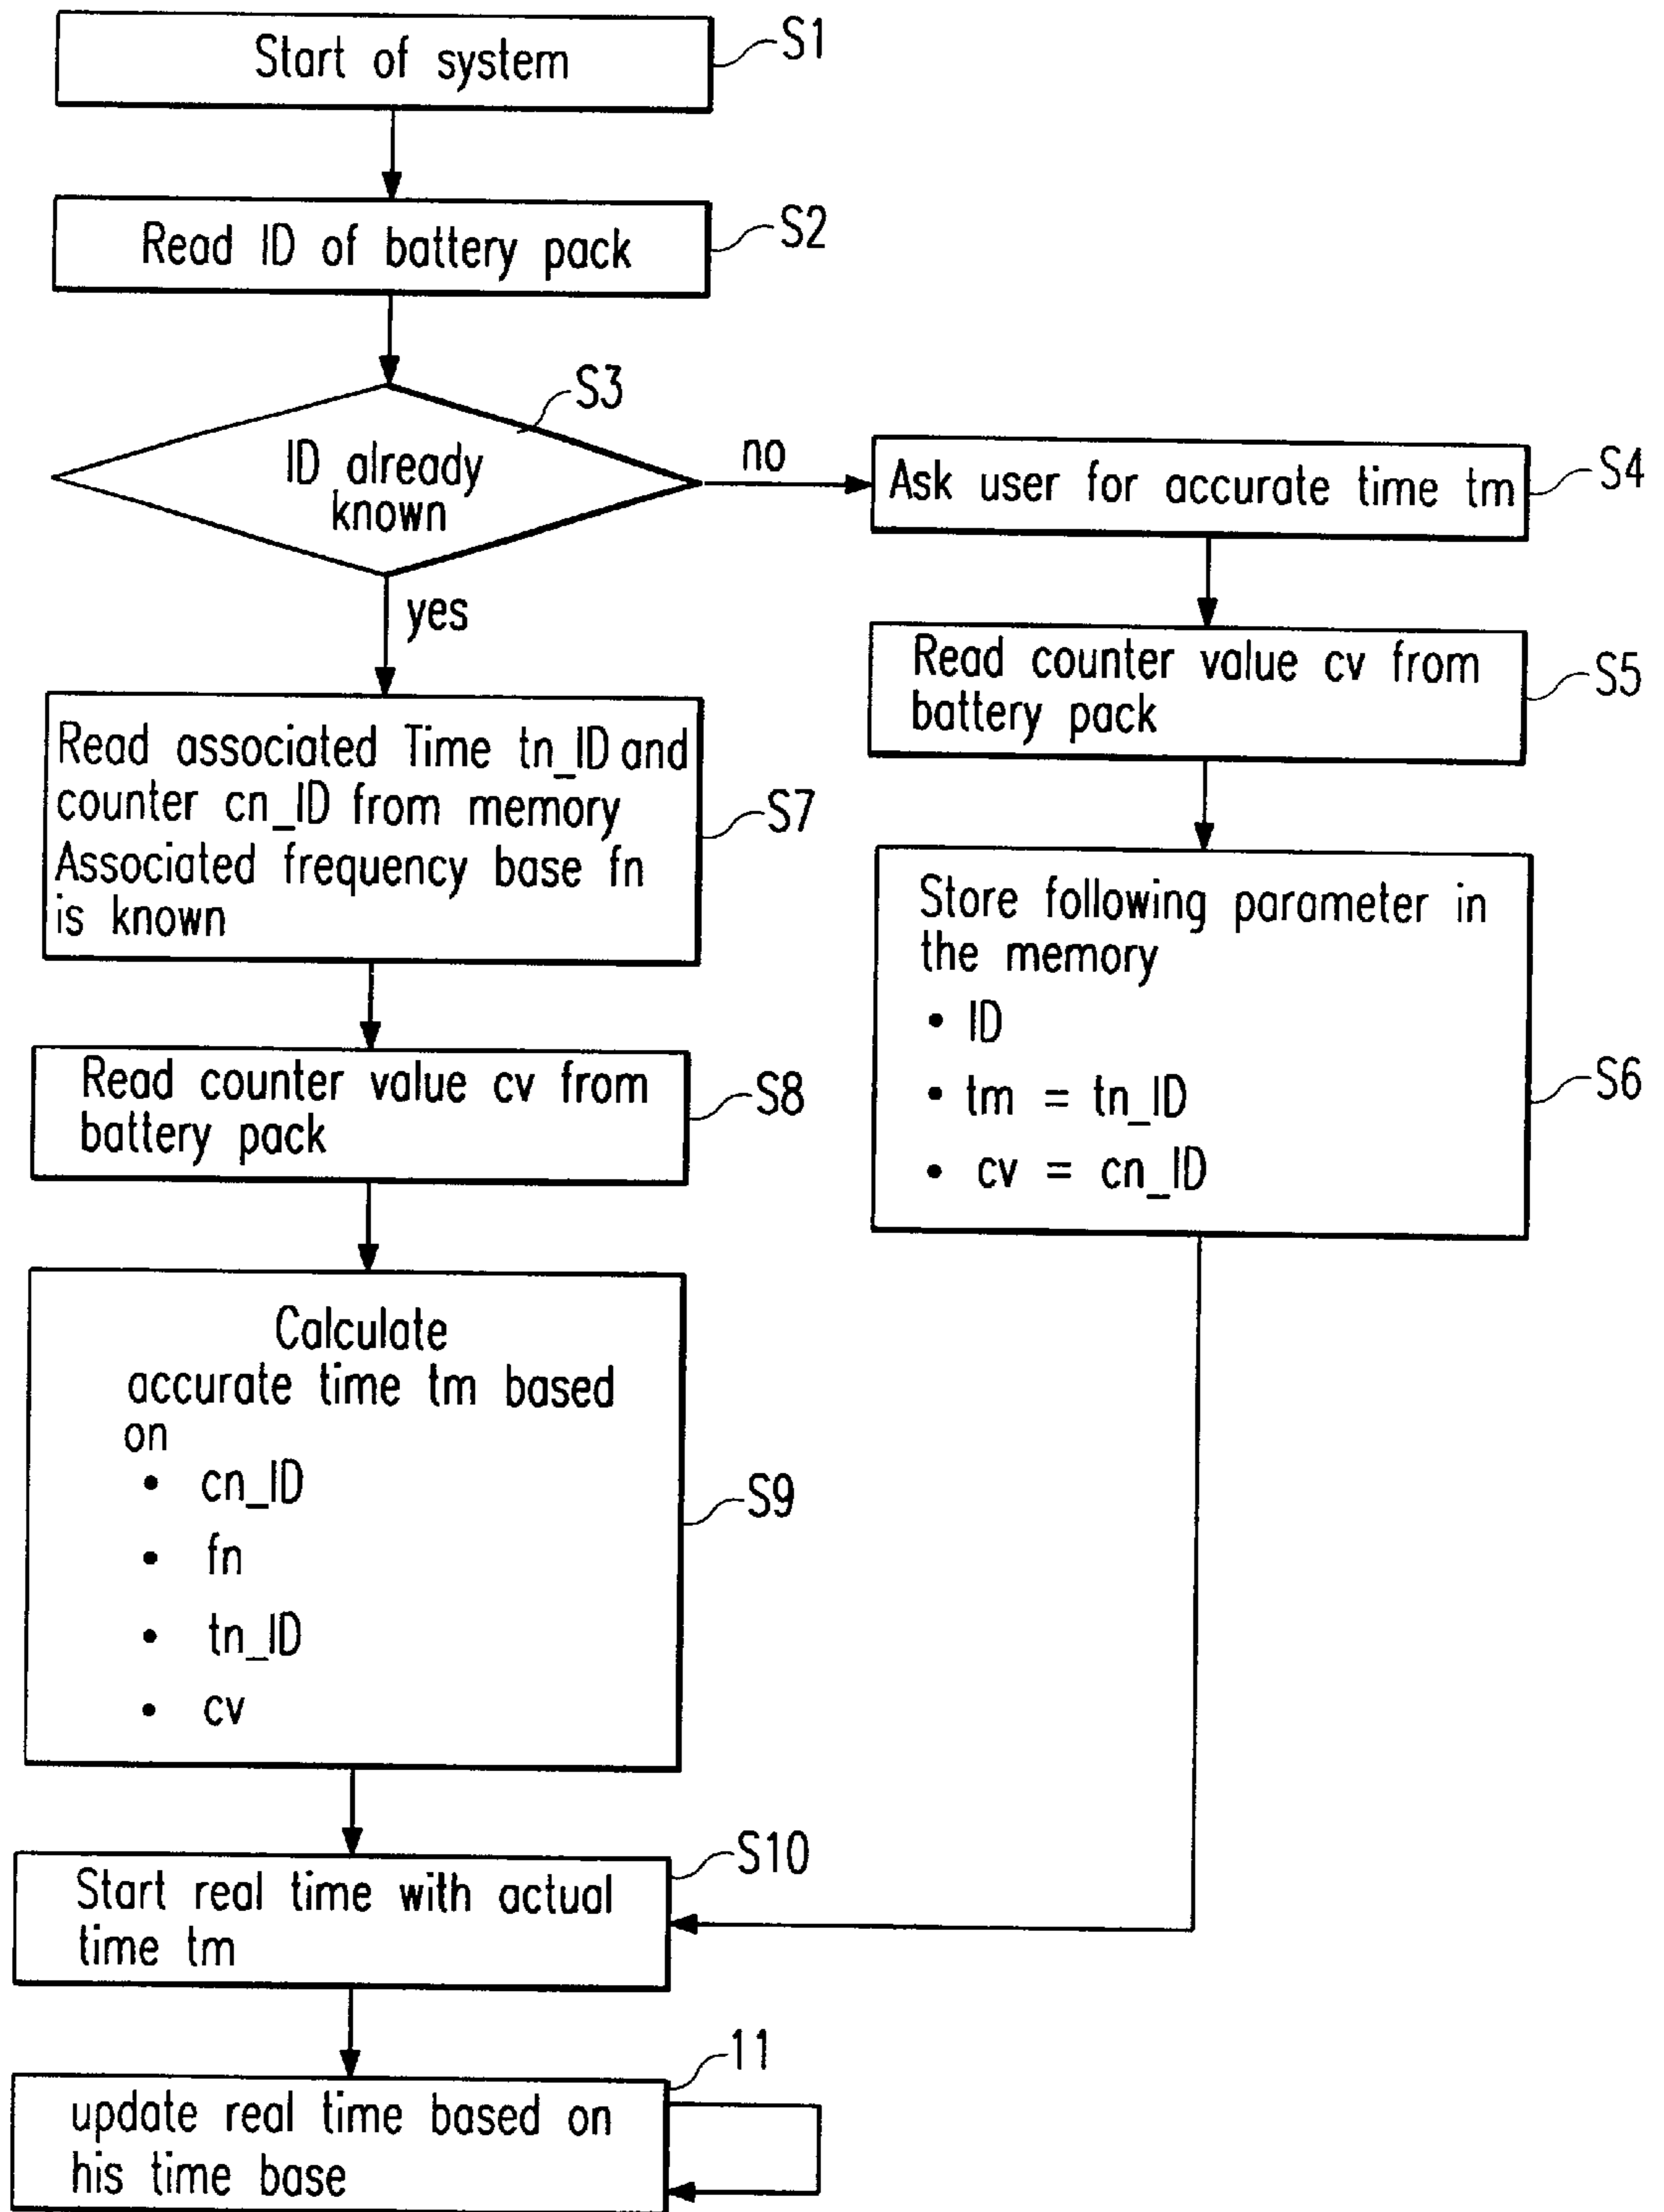 Start of system
S1
Read ID of battery pack
S2
S3
ID already
known
no
yes
Ask user for accurate time tm
S4
Read counter value cv from
battery pack
S5
Store following parameter in
the memory
• ID
• tm = tn_ID
• cv = cn_ID
S6
Read associated Time tn_ID and
counter cn_ID from memory
Associated frequency base fn
is known
S7
Read counter value cv from
battery pack
S8
Calculate
accurate time tm based
on
• cn_ID
• fn
• tn_ID
• cv
S9
S10
Start real time with actual
time tm
11
update real time based on
his time base